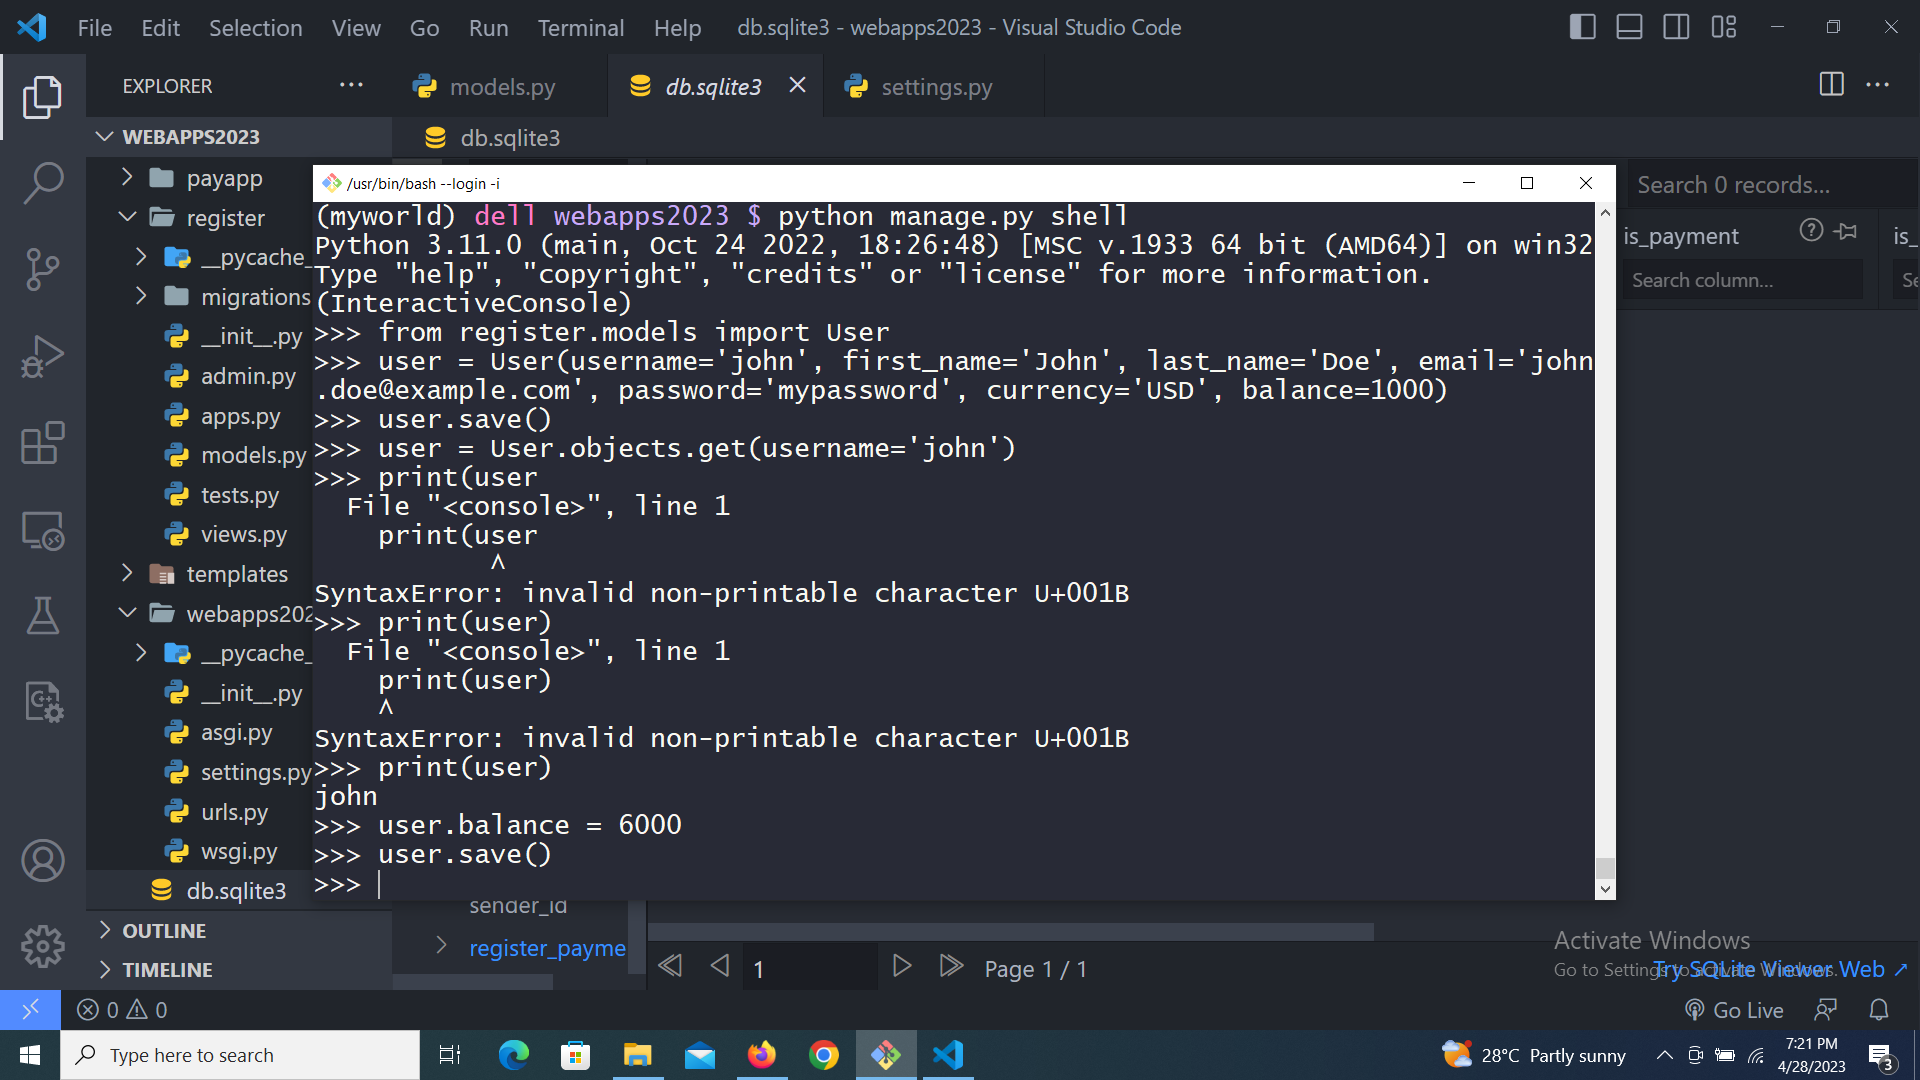 File Edit Selection View Go Run Terminal Help db.sqlite3 - webapps2023 - Visual Studio Code
EXPLORER
models.py
db.sqlite3
settings.py
WEBAPPS2023
db.sqlite3
payapp
register
__pycache_
migrations
__init__.py
admin.py
apps.py
models.py
tests.py
views.py
templates
webapps202
__pycache_
__init__.py
asgi.py
settings.py
urls.py
wsgi.py
db.sqlite3
OUTLINE
TIMELINE
/usr/bin/bash --login -i
(myworld) dell webapps2023 $ python manage.py shell
Python 3.11.0 (main, Oct 24 2022, 18:26:48) [MSC v.1933 64 bit (AMD64)] on win32
Type "help", "copyright", "credits" or "license" for more information.
(InteractiveConsole)
>>> from register.models import User
>>> user = User(username='john', first_name='John', last_name='Doe', email='john
.doe@example.com', password='mypassword', currency='USD', balance=1000)
>>> user.save()
>>> user = User.objects.get(username='john')
>>> print(user
File "<console>", line 1
print(user
^
SyntaxError: invalid non-printable character U+001B
>>> print(user)
File "<console>", line 1
print(user)
^
SyntaxError: invalid non-printable character U+001B
>>> print(user)
john
>>> user.balance = 6000
>>> user.save()
>>>
Search 0 records...
is_payment
is_
Search column...
Se
sender_id
register_payme
1
Page 1 / 1
Activate Windows
Go to Settings to activate Windows.
Try SQLite Viewer Web
0 0
Go Live
Type here to search
28°C Partly sunny
7:21 PM
4/28/2023
3